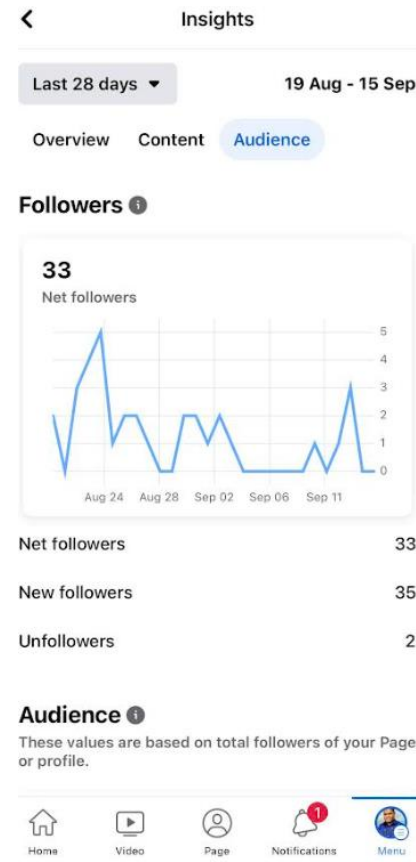 Insights
Last 28 days
19 Aug - 15 Sep
Overview Content Audience
Followers
33
Net followers
5
4
3
2
1
0
Aug 24 Aug 28 Sep 02 Sep 06 Sep 11
Net followers 33
New followers 35
Unfollowers 2
Audience
These values are based on total followers of your Page
or profile.
1
Home Video Page Notifications Menu